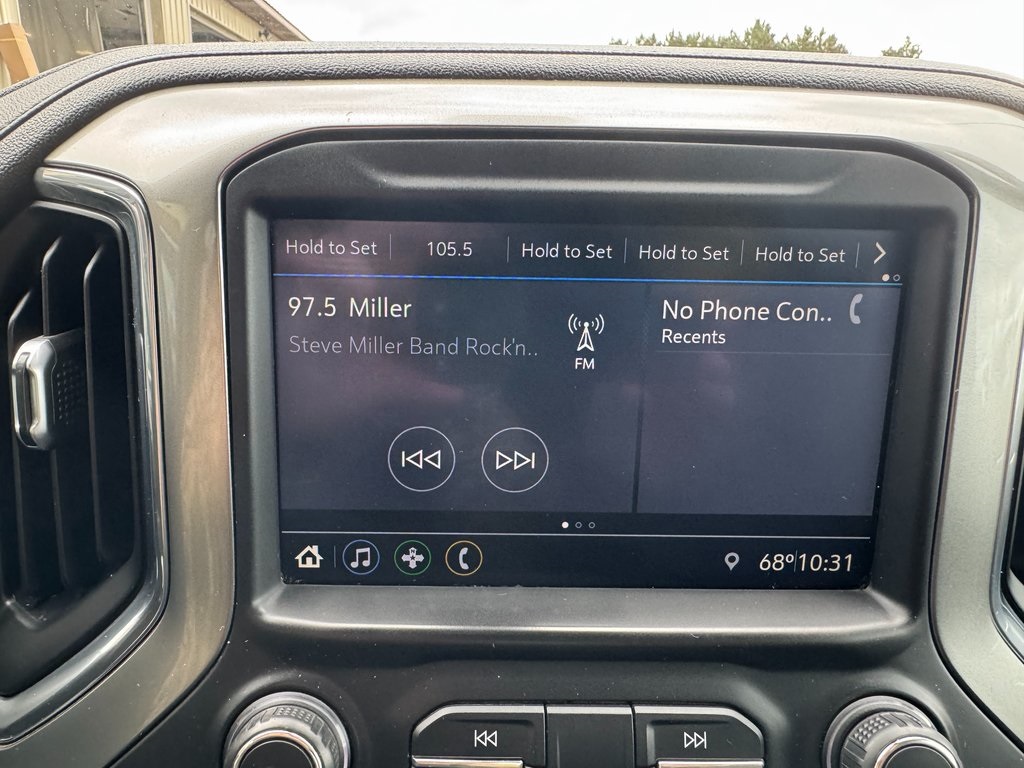 Hold to Set 105.5 Hold to Set Hold to Set Hold to Set
97.5 Miller
Steve Miller Band Rock'n..
FM
No Phone Con..
Recents
68º 10:31